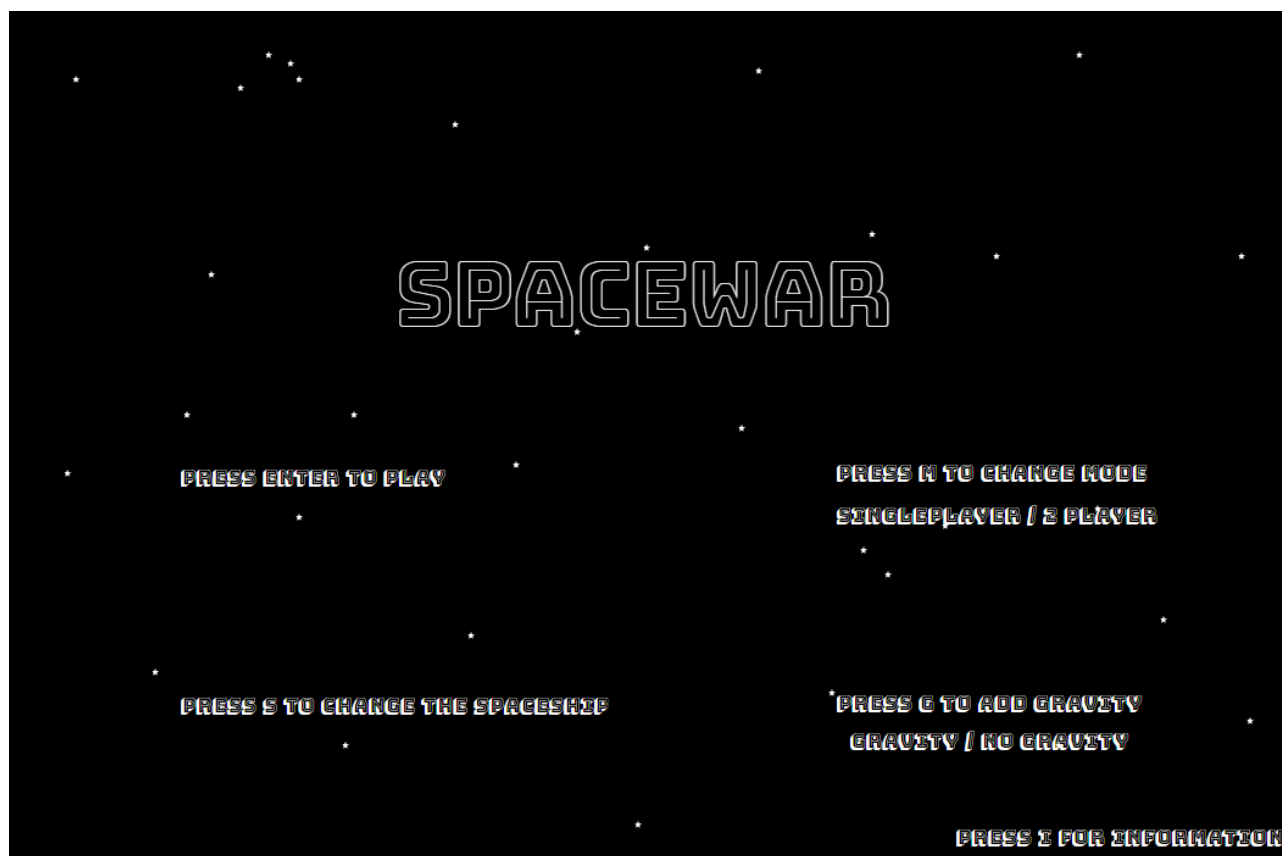 SPACEWAR
PRESS ENTER TO PLAY
PRESS M TO CHANGE MODE
SINGLEPLAYER / 2 PLAYER
PRESS S TO CHANGE THE SPACESHIP
PRESS G TO ADD GRAVITY
GRAVITY / NO GRAVITY
PRESS I FOR INFORMATION